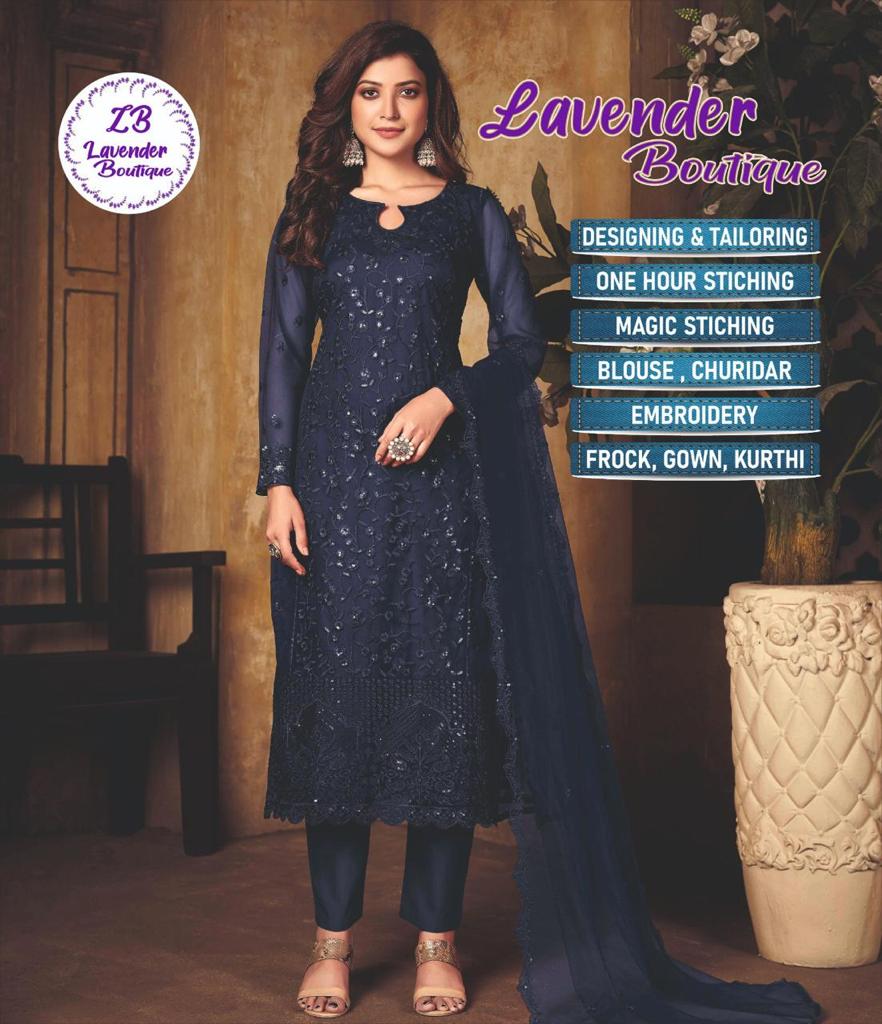 LB
Lavender
Boutique
Lavender
Boutique
DESIGNING & TAILORING
ONE HOUR STICHING
MAGIC STICHING
BLOUSE , CHURIDAR
EMBROIDERY
FROCK, GOWN, KURTHI